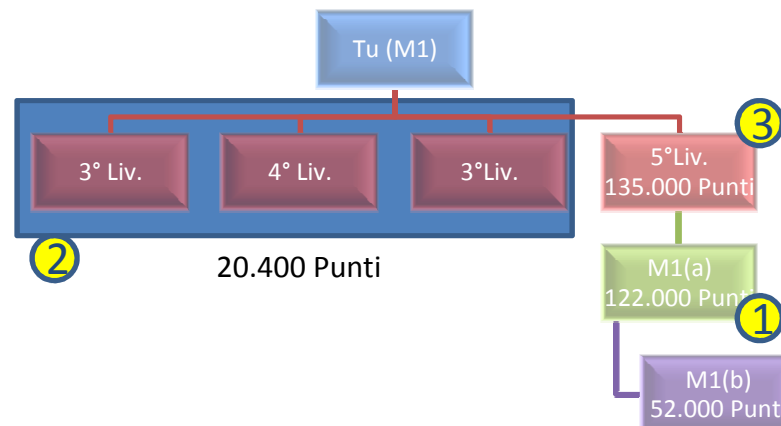 Tu (M1)
3
3° Liv.
4° Liv.
3°Liv.
5°Liv.
135.000 Punti
2
20.400 Punti
M1(a)
122.000 Punti
1
M1(b)
52.000 Punt